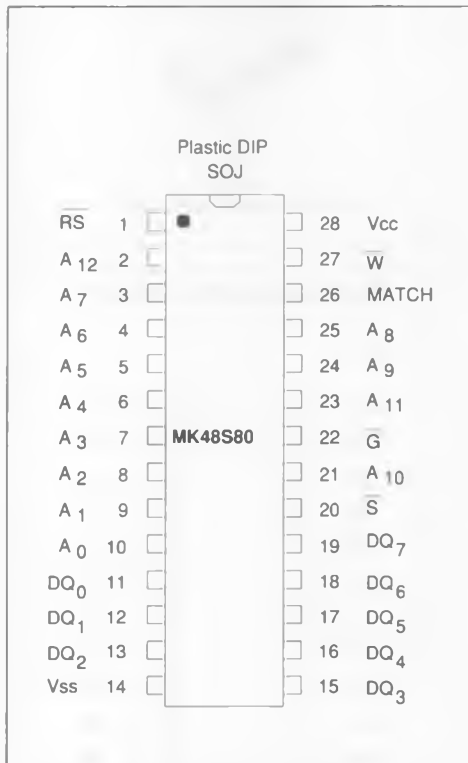 Plastic DIP
SOJ
R̅S̅ 1 28 Vcc
A12 2 27 W̅
A7 3 26 MATCH
A6 4 25 A8
A5 5 24 A9
A4 6 23 A11
A3 7 MK48S80 22 G̅
A2 8 21 A10
A1 9 20 S̅
A0 10 19 DQ7
DQ0 11 18 DQ6
DQ1 12 17 DQ5
DQ2 13 16 DQ4
Vss 14 15 DQ3